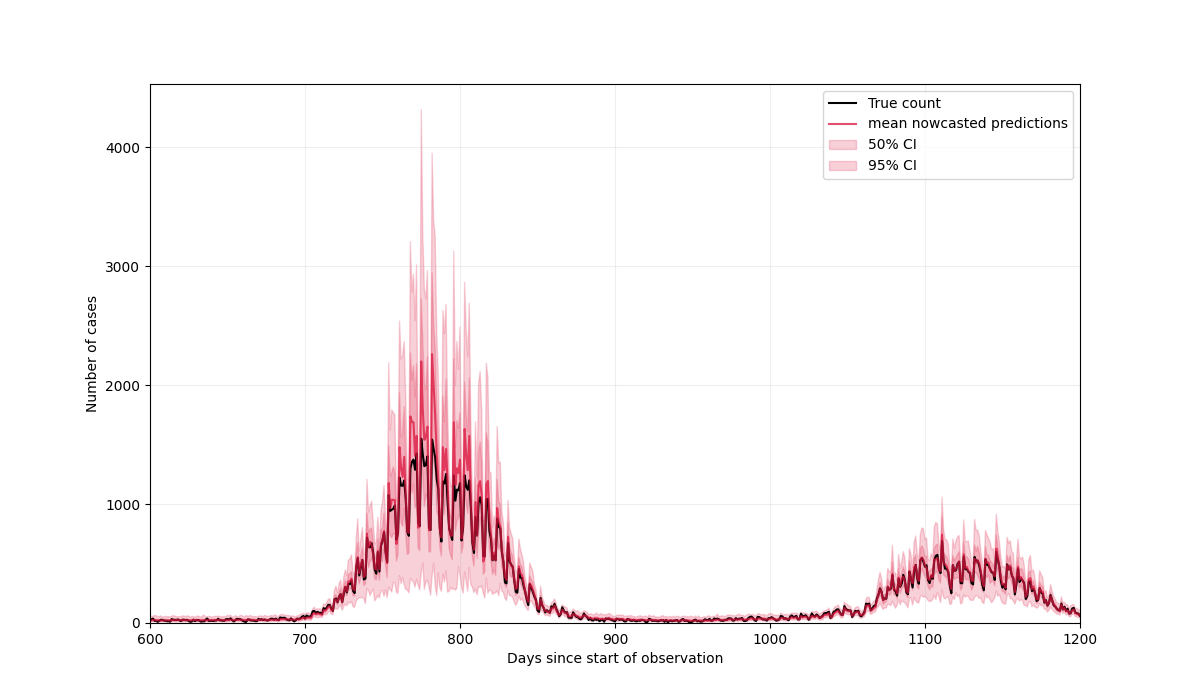 True count
mean nowcasted predictions
50% CI
95% CI
4000
3000
2000
1000
0
Number of cases
600 700 800 900 1000 1100 1200
Days since start of observation